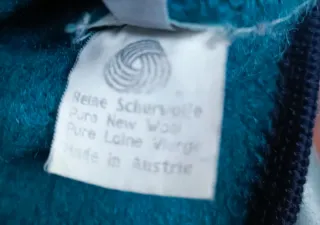 Reine Schurwolle
Pure New Wool
Pure Laine Vierge
Made in Austria